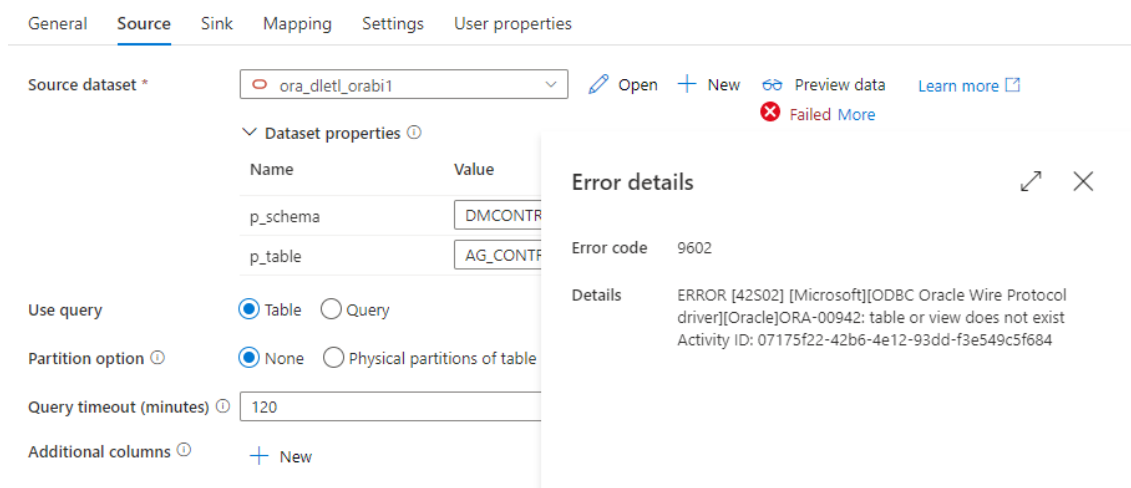 General Source Sink Mapping Settings User properties
Source dataset * ora_dletl_orabi1 Open New Preview data Learn more
Failed More
Dataset properties
Name Value
p_schema DMCONTR
p_table AG_CONTR
Use query Table Query
Partition option None Physical partitions of table
Query timeout (minutes) 120
Additional columns New
Error details
Error code 9602
Details ERROR [42S02] [Microsoft][ODBC Oracle Wire Protocol
driver][Oracle]ORA-00942: table or view does not exist
Activity ID: 07175f22-42b6-4e12-93dd-f3e549c5f684